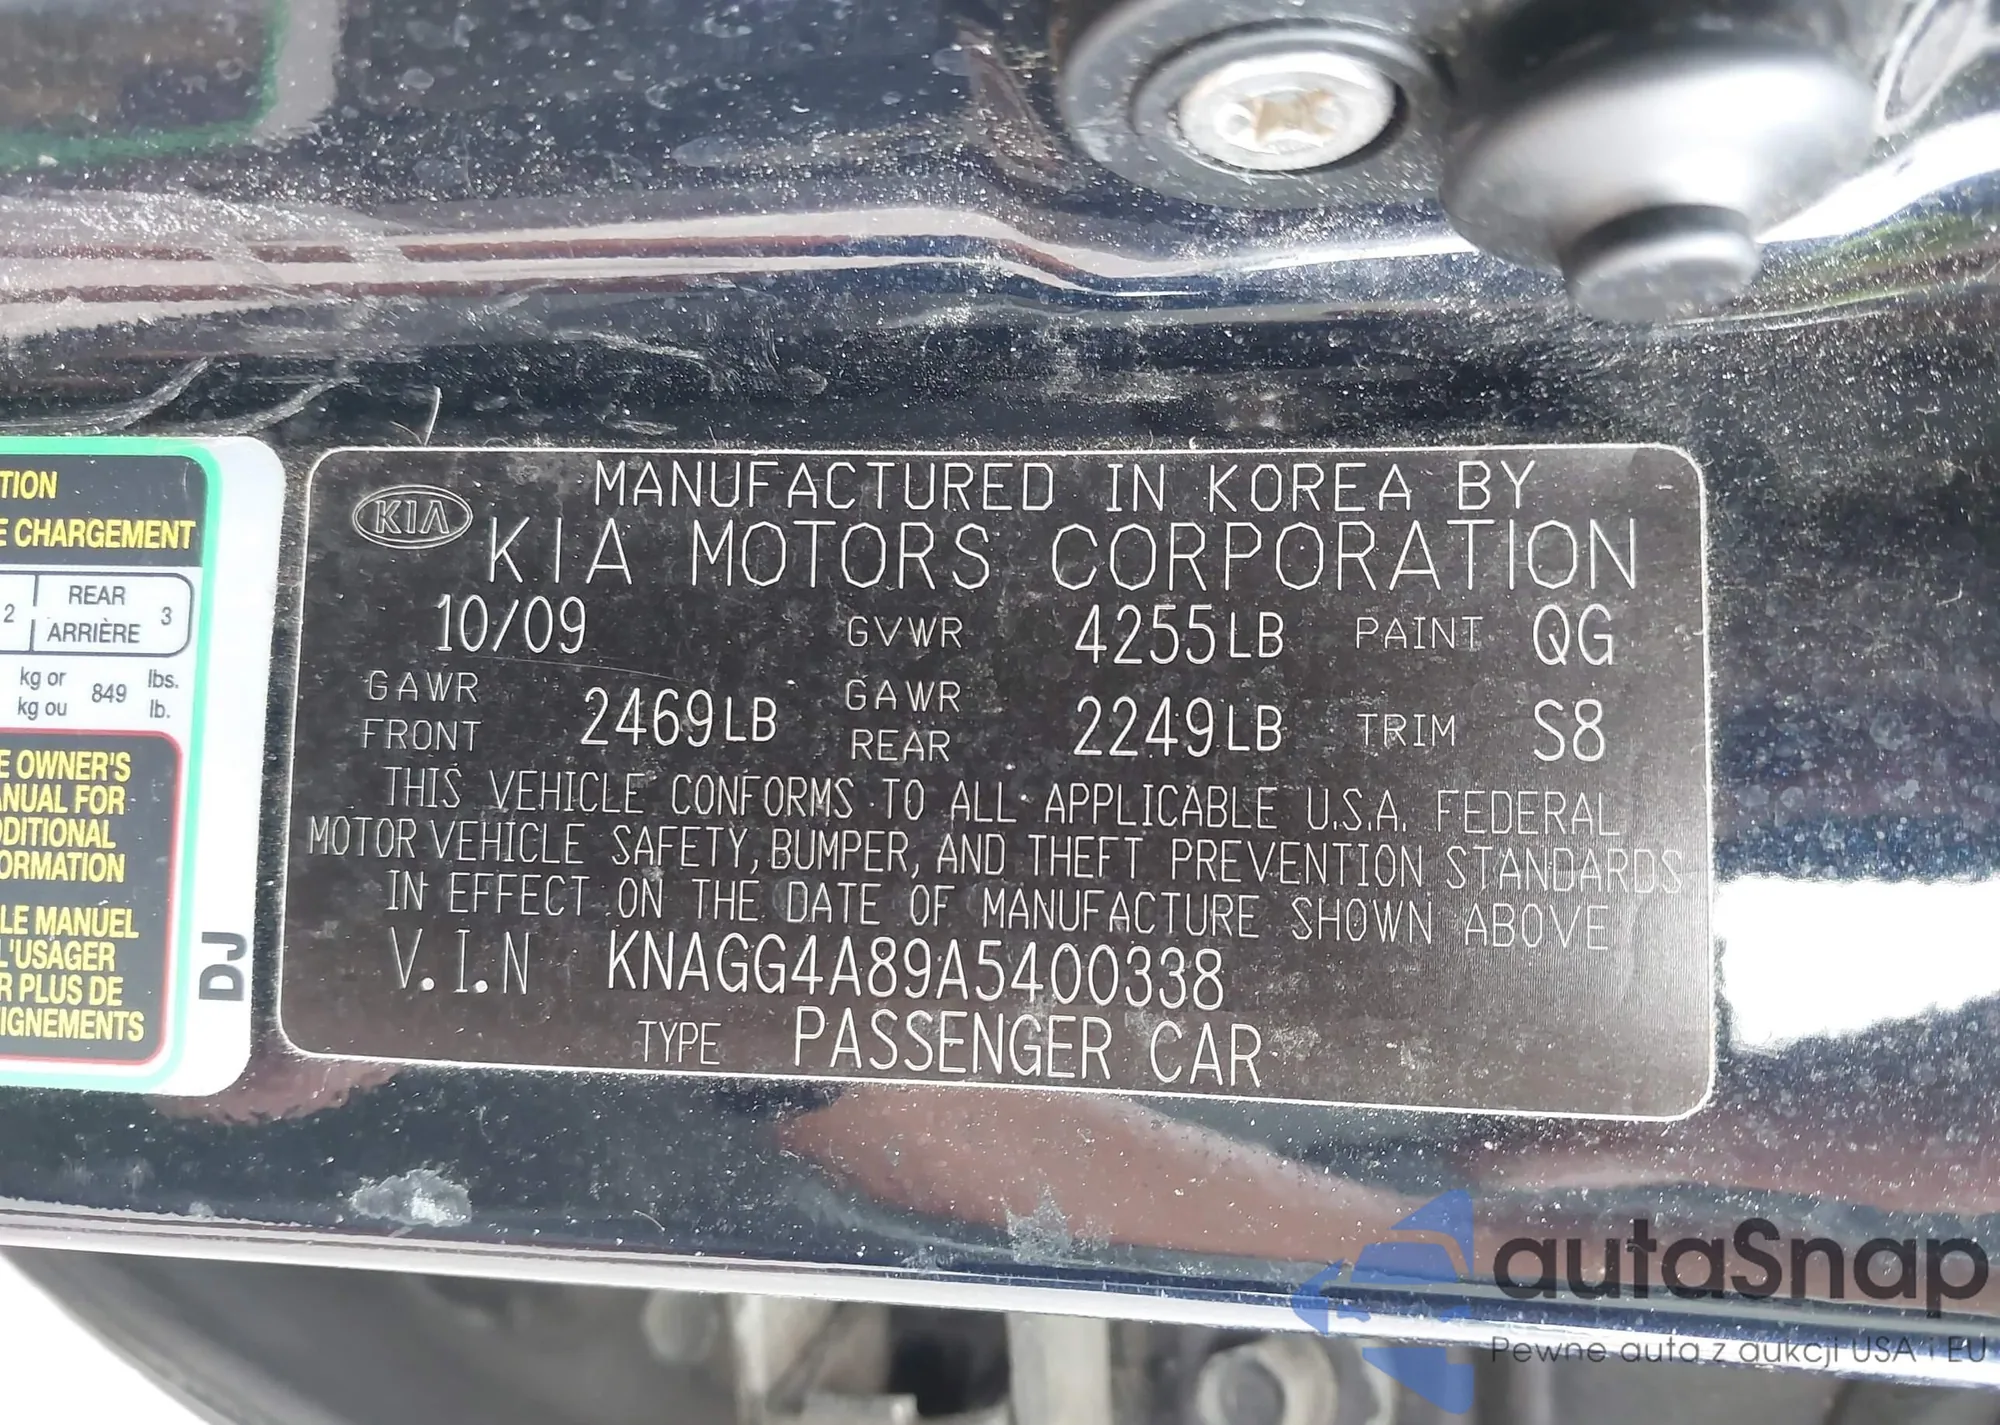 TION
E CHARGEMENT
2 REAR 3
ARRIÈRE
kg or 849 lbs.
kg ou lb.
E OWNER'S
ANUAL FOR
DDITIONAL
FORMATION
LE MANUEL
L'USAGER
R PLUS DE
IGNEMENTS
DJ
KIA
MANUFACTURED IN KOREA BY
KIA MOTORS CORPORATION
10/09 GVWR 4255LB PAINT QG
GAWR FRONT 2469LB GAWR REAR 2249LB TRIM S8
THIS VEHICLE CONFORMS TO ALL APPLICABLE U.S.A. FEDERAL
MOTOR VEHICLE SAFETY, BUMPER, AND THEFT PREVENTION STANDARDS
IN EFFECT ON THE DATE OF MANUFACTURE SHOWN ABOVE
V.I.N KNAGG4A89A5400338
TYPE PASSENGER CAR
autaSnap
Pewne auta z aukcji USA i EU